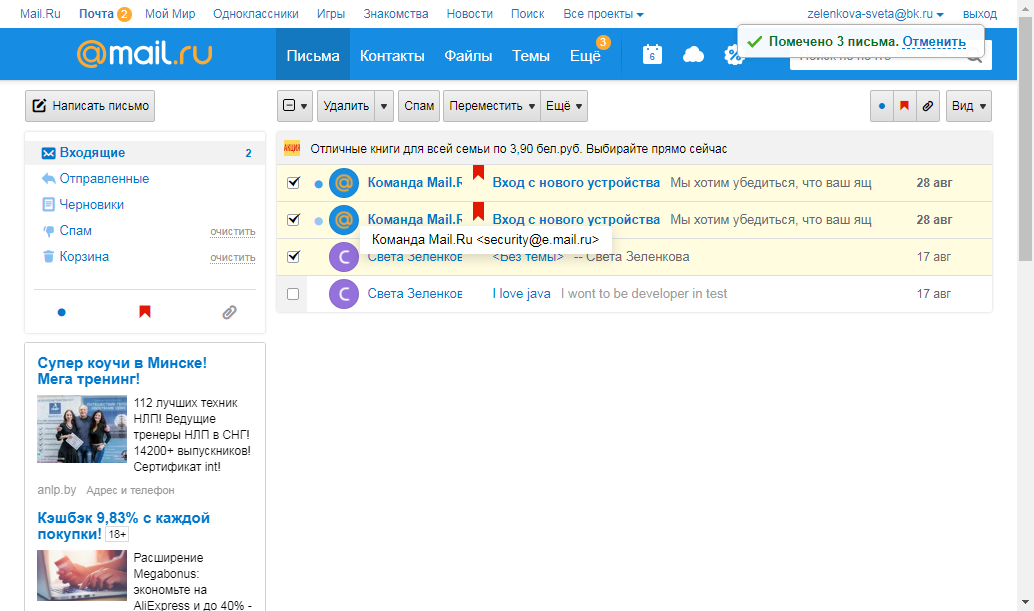 Mail.Ru Почта 2 Мой Мир Одноклассники Игры Знакомства Новости Поиск Все проекты zelenkova-sveta@bk.ru выход
@mail.ru Письма Контакты Файлы Темы Ещё 3 6
Помечено 3 письма. Отменить
Написать письмо Удалить Спам Переместить Ещё Вид
Входящие 2
Отправленные
Черновики
Спам очистить
Корзина очистить
АКЦИЯ Отличные книги для всей семьи по 3,90 бел.руб. Выбирайте прямо сейчас
Команда Mail.R Вход с нового устройства Мы хотим убедиться, что ваш ящ 28 авг
Команда Mail.R Вход с нового устройства Мы хотим убедиться, что ваш ящ 28 авг
Команда Mail.Ru <security@e.mail.ru>
С Света Зеленков <Без темы> -- Света Зеленкова 17 авг
С Света Зеленков I love java I wont to be developer in test 17 авг
Супер коучи в Минске!
Мега тренинг!
112 лучших техник
НЛП! Ведущие
тренеры НЛП в СНГ!
14200+ выпускников!
Сертификат int!
anlp.by Адрес и телефон
Кэшбэк 9,83% с каждой
покупки! 18+
Расширение
Megabonus:
экономьте на
AliExpress и до 40% -